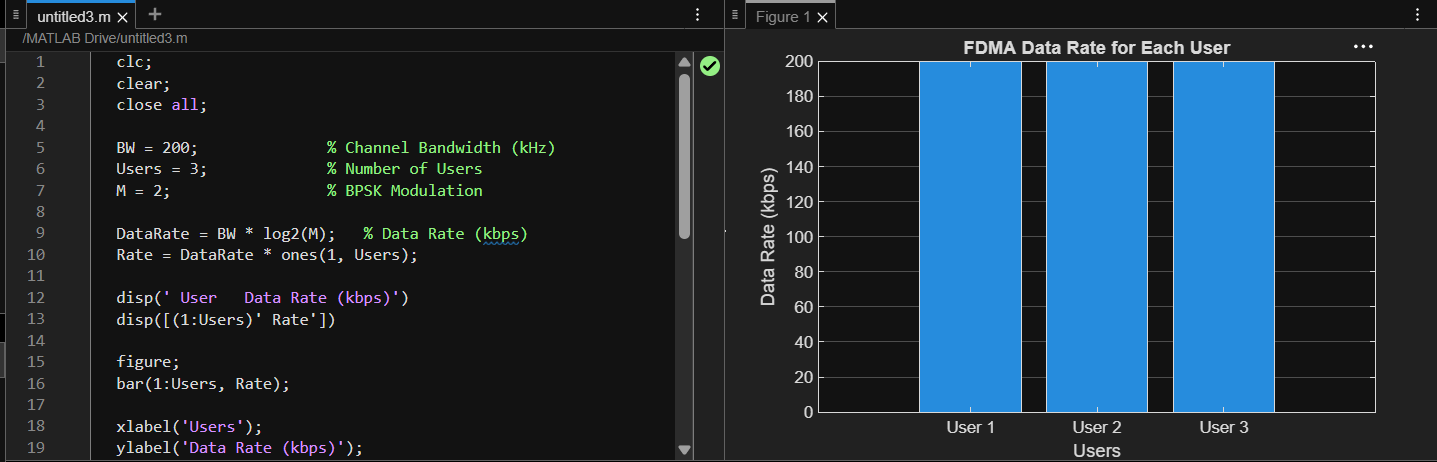 untitled3.m
/MATLAB Drive/untitled3.m
1 clc;
2 clear;
3 close all;
4
5 BW = 200; % Channel Bandwidth (kHz)
6 Users = 3; % Number of Users
7 M = 2; % BPSK Modulation
8
9 DataRate = BW * log2(M); % Data Rate (kbps)
10 Rate = DataRate * ones(1, Users);
11
12 disp(' User   Data Rate (kbps)')
13 disp([(1:Users)' Rate'])
14
15 figure;
16 bar(1:Users, Rate);
17
18 xlabel('Users');
19 ylabel('Data Rate (kbps)');
Figure 1
FDMA Data Rate for Each User
200
180
160
140
120
100
80
60
40
20
0
Data Rate (kbps)
User 1 User 2 User 3
Users